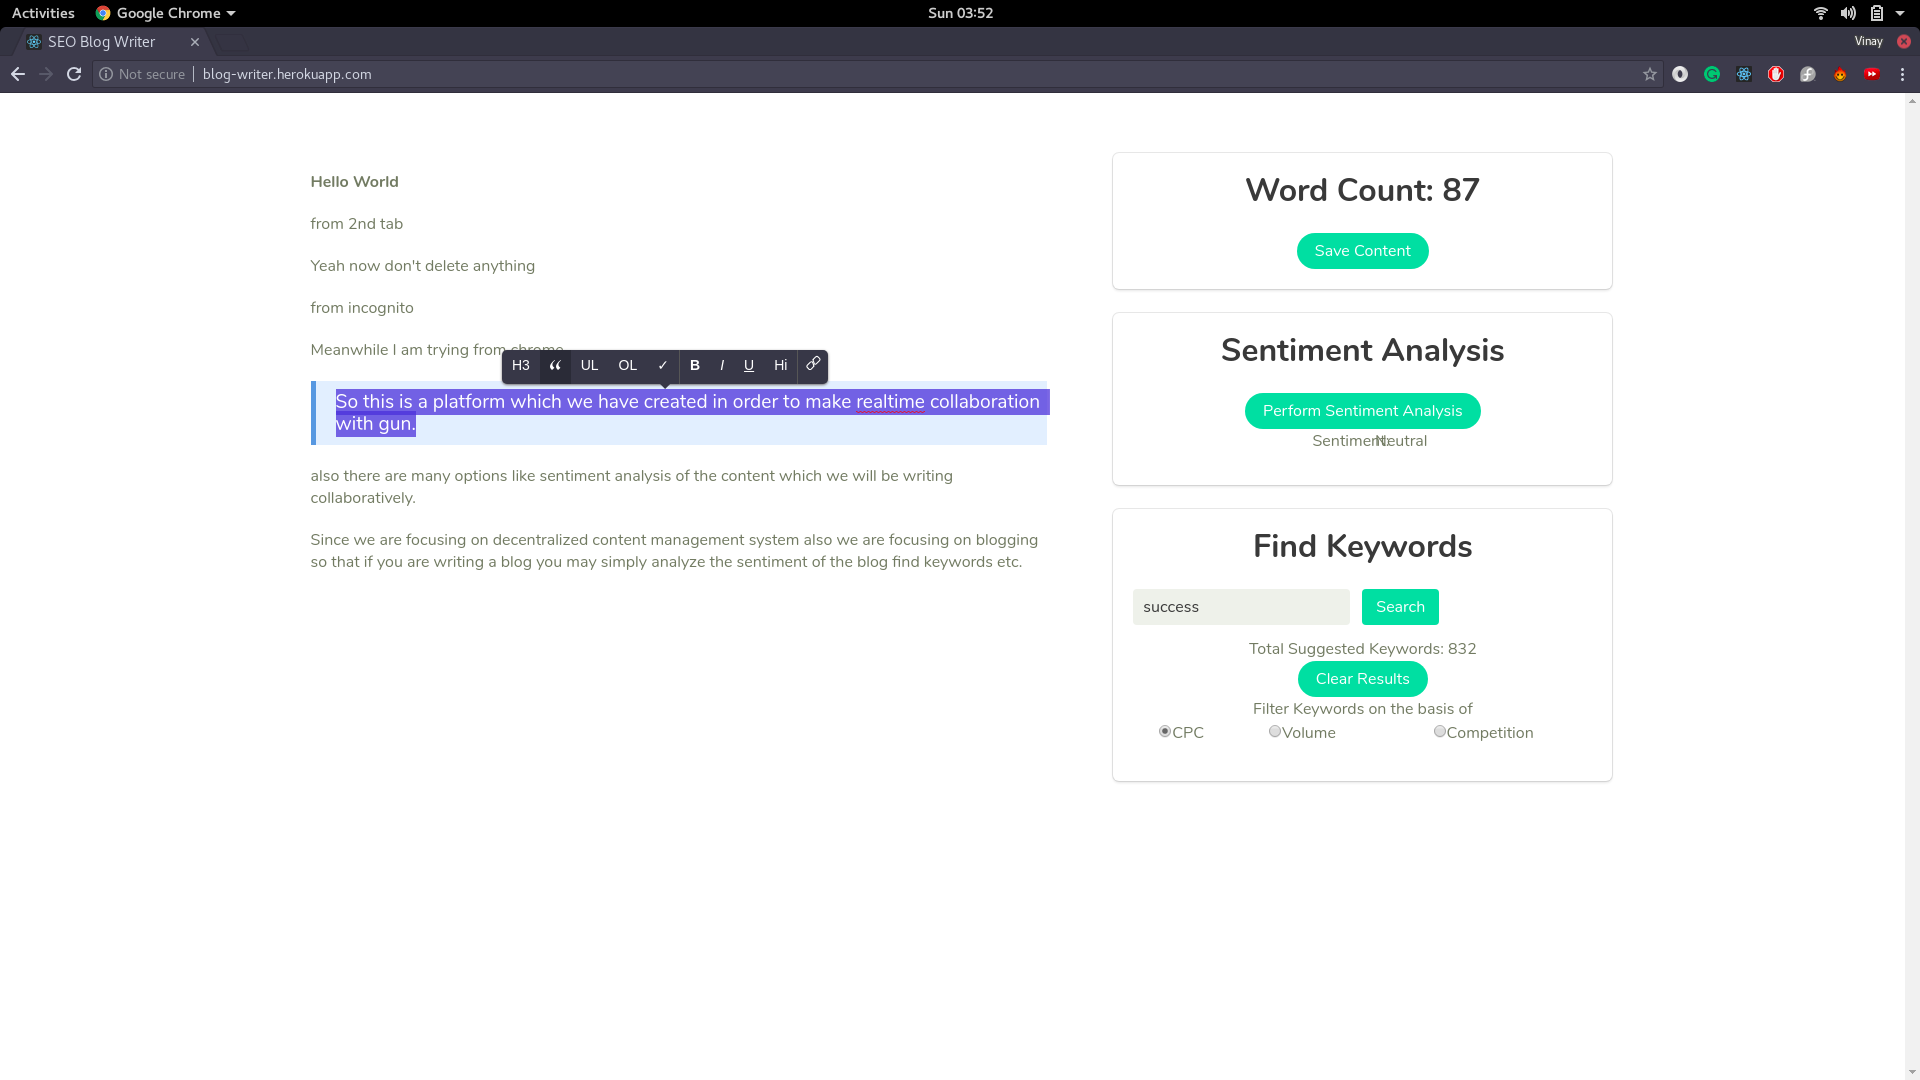 Activities
Google Chrome
Sun 03:52
SEO Blog Writer
Vinay
Not secure
blog-writer.herokuapp.com
Hello World
from 2nd tab
Yeah now don't delete anything
from incognito
Meanwhile I am trying from chrome
H3 “ UL OL ✓ B I U Hi
So this is a platform which we have created in order to make realtime collaboration
with gun.
also there are many options like sentiment analysis of the content which we will be writing
collaboratively.
Since we are focusing on decentralized content management system also we are focusing on blogging
so that if you are writing a blog you may simply analyze the sentiment of the blog find keywords etc.
Word Count: 87
Save Content
Sentiment Analysis
Perform Sentiment Analysis
Sentiment: Neutral
Find Keywords
success
Search
Total Suggested Keywords: 832
Clear Results
Filter Keywords on the basis of
CPC Volume Competition